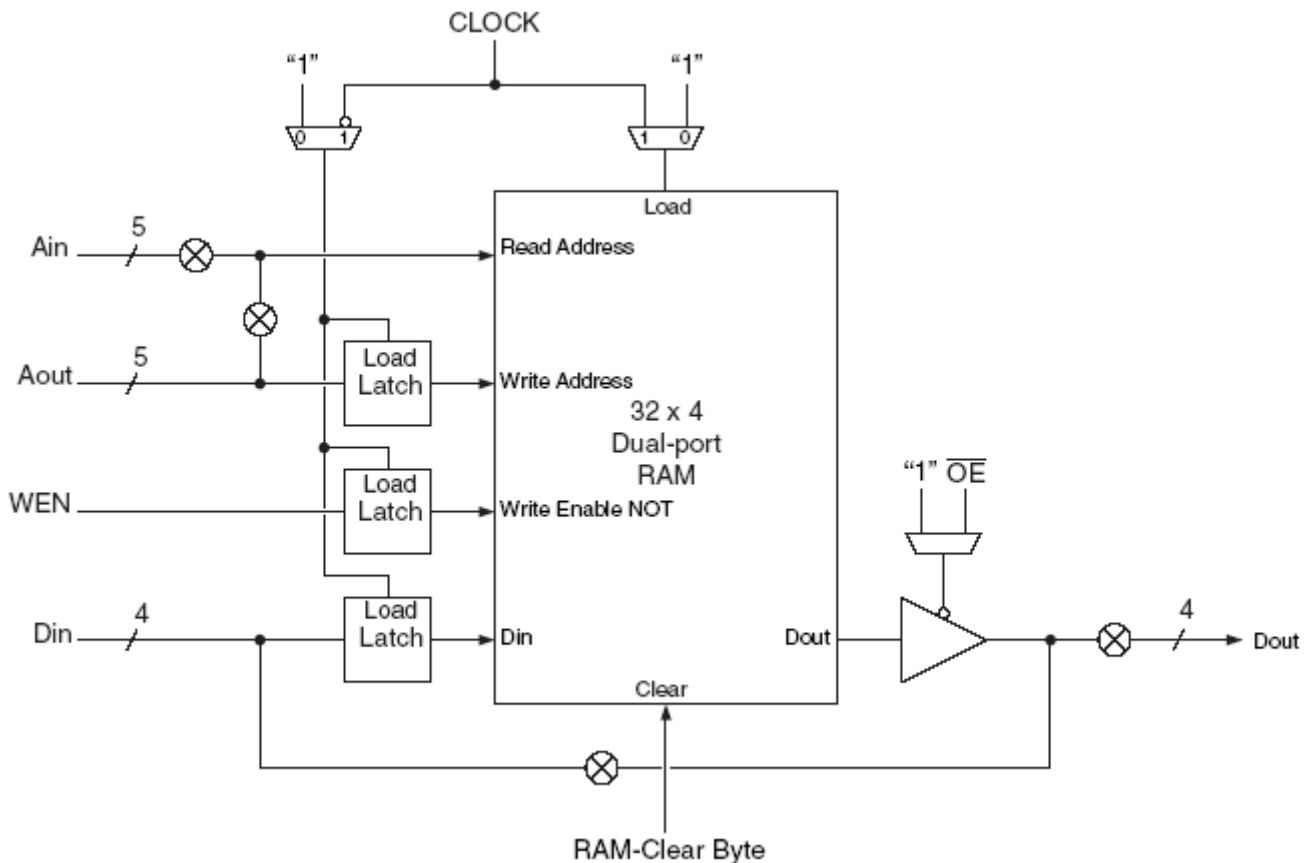 CLOCK
“1”
“1”
0 1
1 0
Load
Ain
5
Read Address
Aout
5
Load
Latch
Write Address
32 x 4
Dual-port
RAM
WEN
Load
Latch
Write Enable NOT
“1” OE
Din
4
Load
Latch
Din
Dout
4
Dout
Clear
RAM-Clear Byte